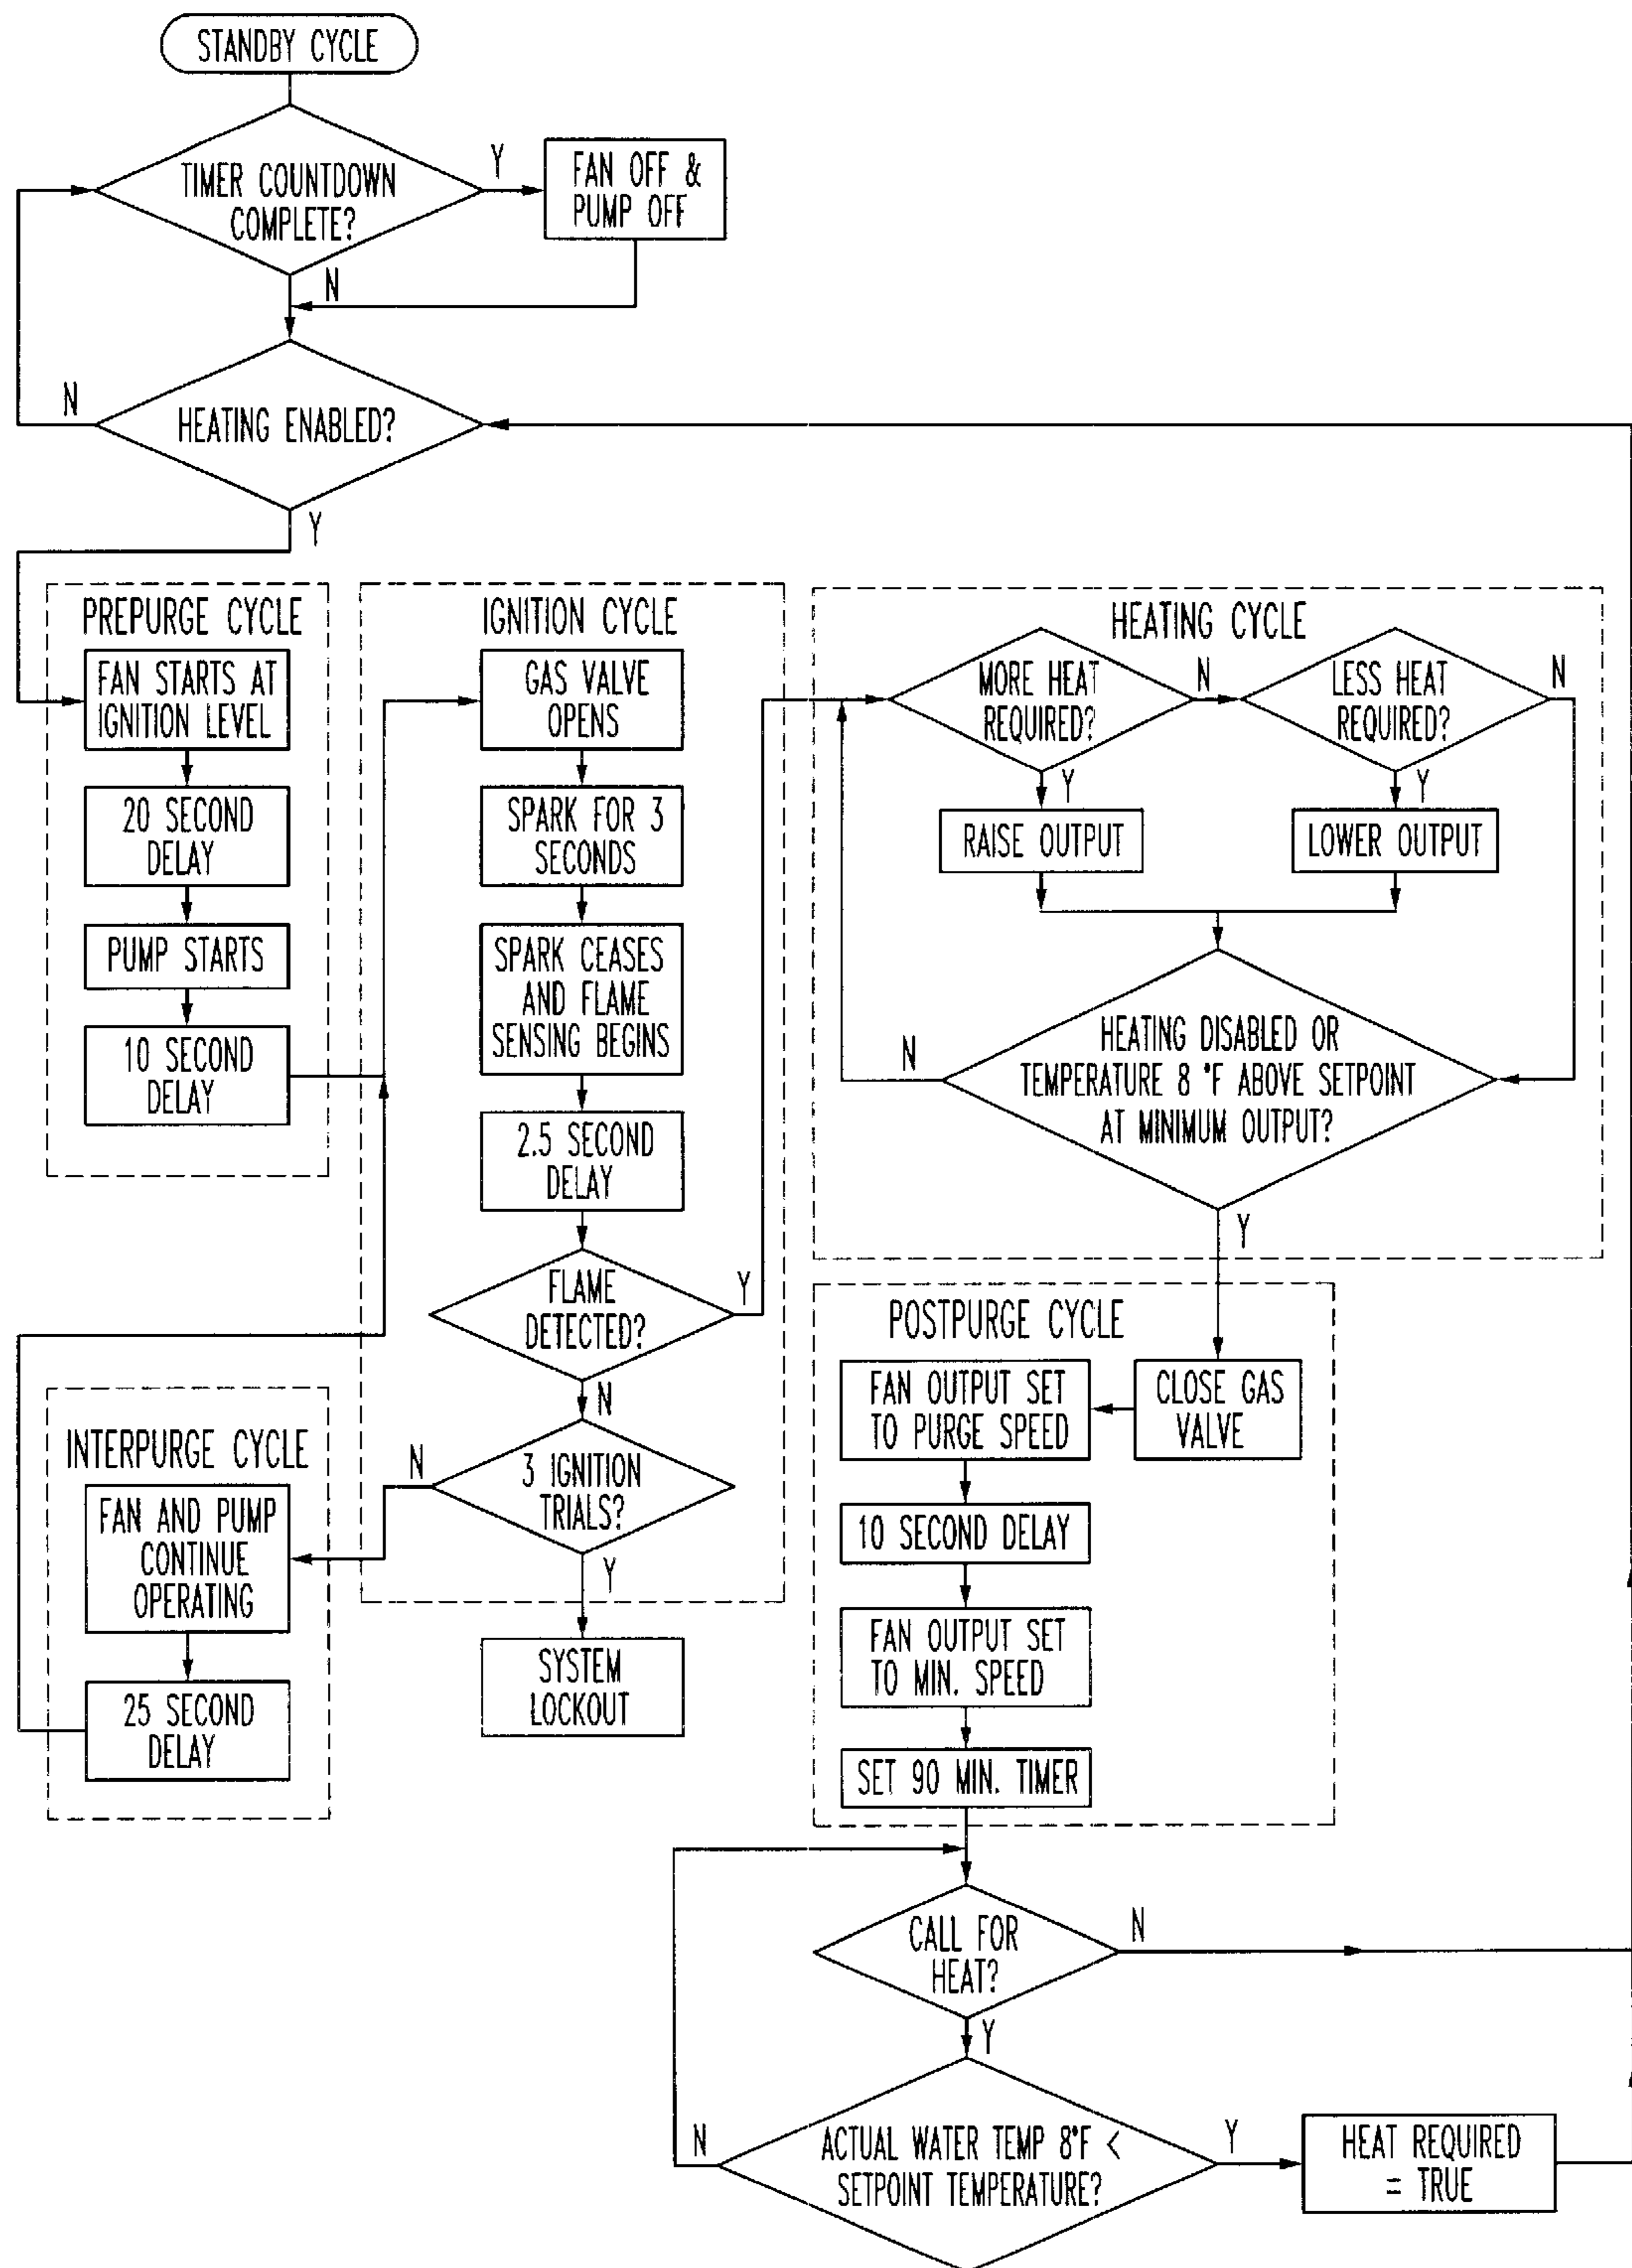 STANDBY CYCLE
TIMER COUNTDOWN
COMPLETE?
Y
FAN OFF &
PUMP OFF
N
HEATING ENABLED?
N
Y
PREPURGE CYCLE
FAN STARTS AT
IGNITION LEVEL
20 SECOND
DELAY
PUMP STARTS
10 SECOND
DELAY
IGNITION CYCLE
GAS VALVE
OPENS
SPARK FOR 3
SECONDS
SPARK CEASES
AND FLAME
SENSING BEGINS
2.5 SECOND
DELAY
FLAME
DETECTED?
Y
N
3 IGNITION
TRIALS?
N
Y
SYSTEM
LOCKOUT
INTERPURGE CYCLE
FAN AND PUMP
CONTINUE
OPERATING
25 SECOND
DELAY
HEATING CYCLE
MORE HEAT
REQUIRED?
N
Y
LESS HEAT
REQUIRED?
N
Y
RAISE OUTPUT
LOWER OUTPUT
HEATING DISABLED OR
TEMPERATURE 8 °F ABOVE SETPOINT
AT MINIMUM OUTPUT?
N
Y
POSTPURGE CYCLE
CLOSE GAS
VALVE
FAN OUTPUT SET
TO PURGE SPEED
10 SECOND DELAY
FAN OUTPUT SET
TO MIN. SPEED
SET 90 MIN. TIMER
CALL FOR
HEAT?
N
Y
ACTUAL WATER TEMP 8°F <
SETPOINT TEMPERATURE?
N
Y
HEAT REQUIRED
= TRUE